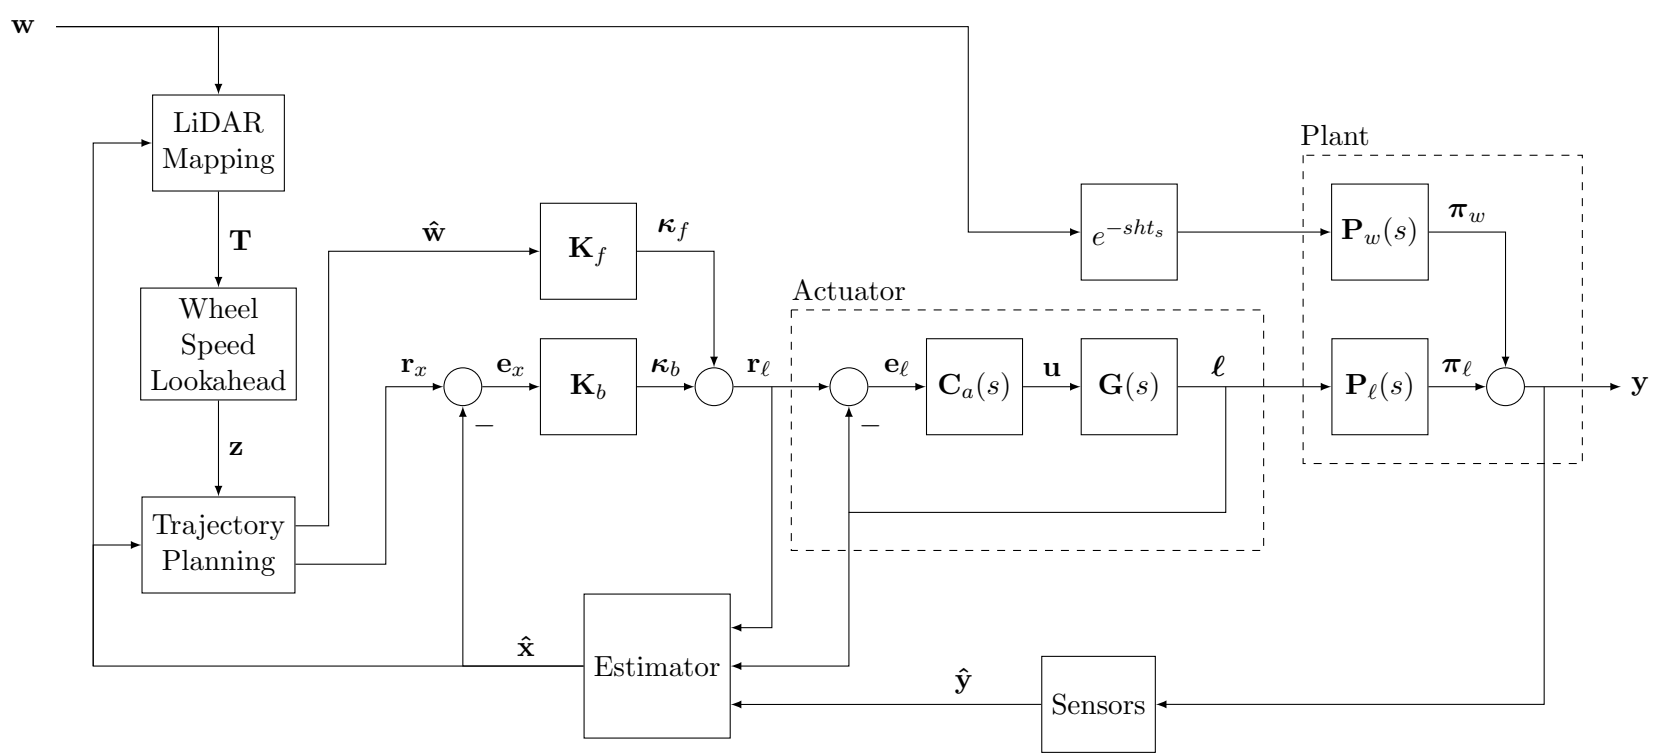 w
LiDAR
Mapping
T
Wheel
Speed
Lookahead
z
Trajectory
Planning
ŵ
K_f
κ_f
r_x
e_x
−
K_b
κ_b
r_ℓ
Actuator
e_ℓ
−
C_a(s)
u
G(s)
ℓ
e^{−sht_s}
Plant
P_w(s)
π_w
P_ℓ(s)
π_ℓ
y
x̂
Estimator
ŷ
Sensors